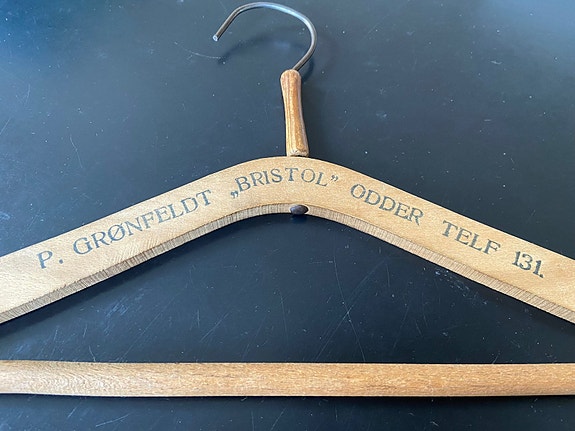 P. GRØNFELDT „BRISTOL” ODDER TELF 131.